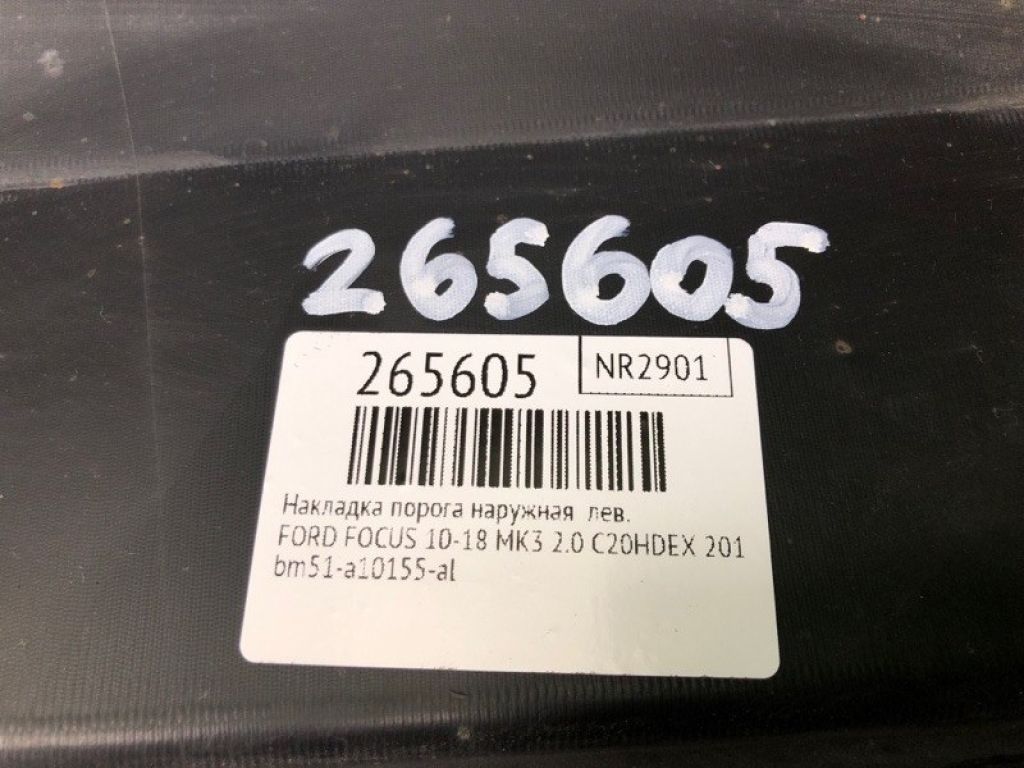 265605
265605 NR2901
Накладка порога наружная лев.
FORD FOCUS 10-18 MK3 2.0 C20HDEX 201
bm51-a10155-al